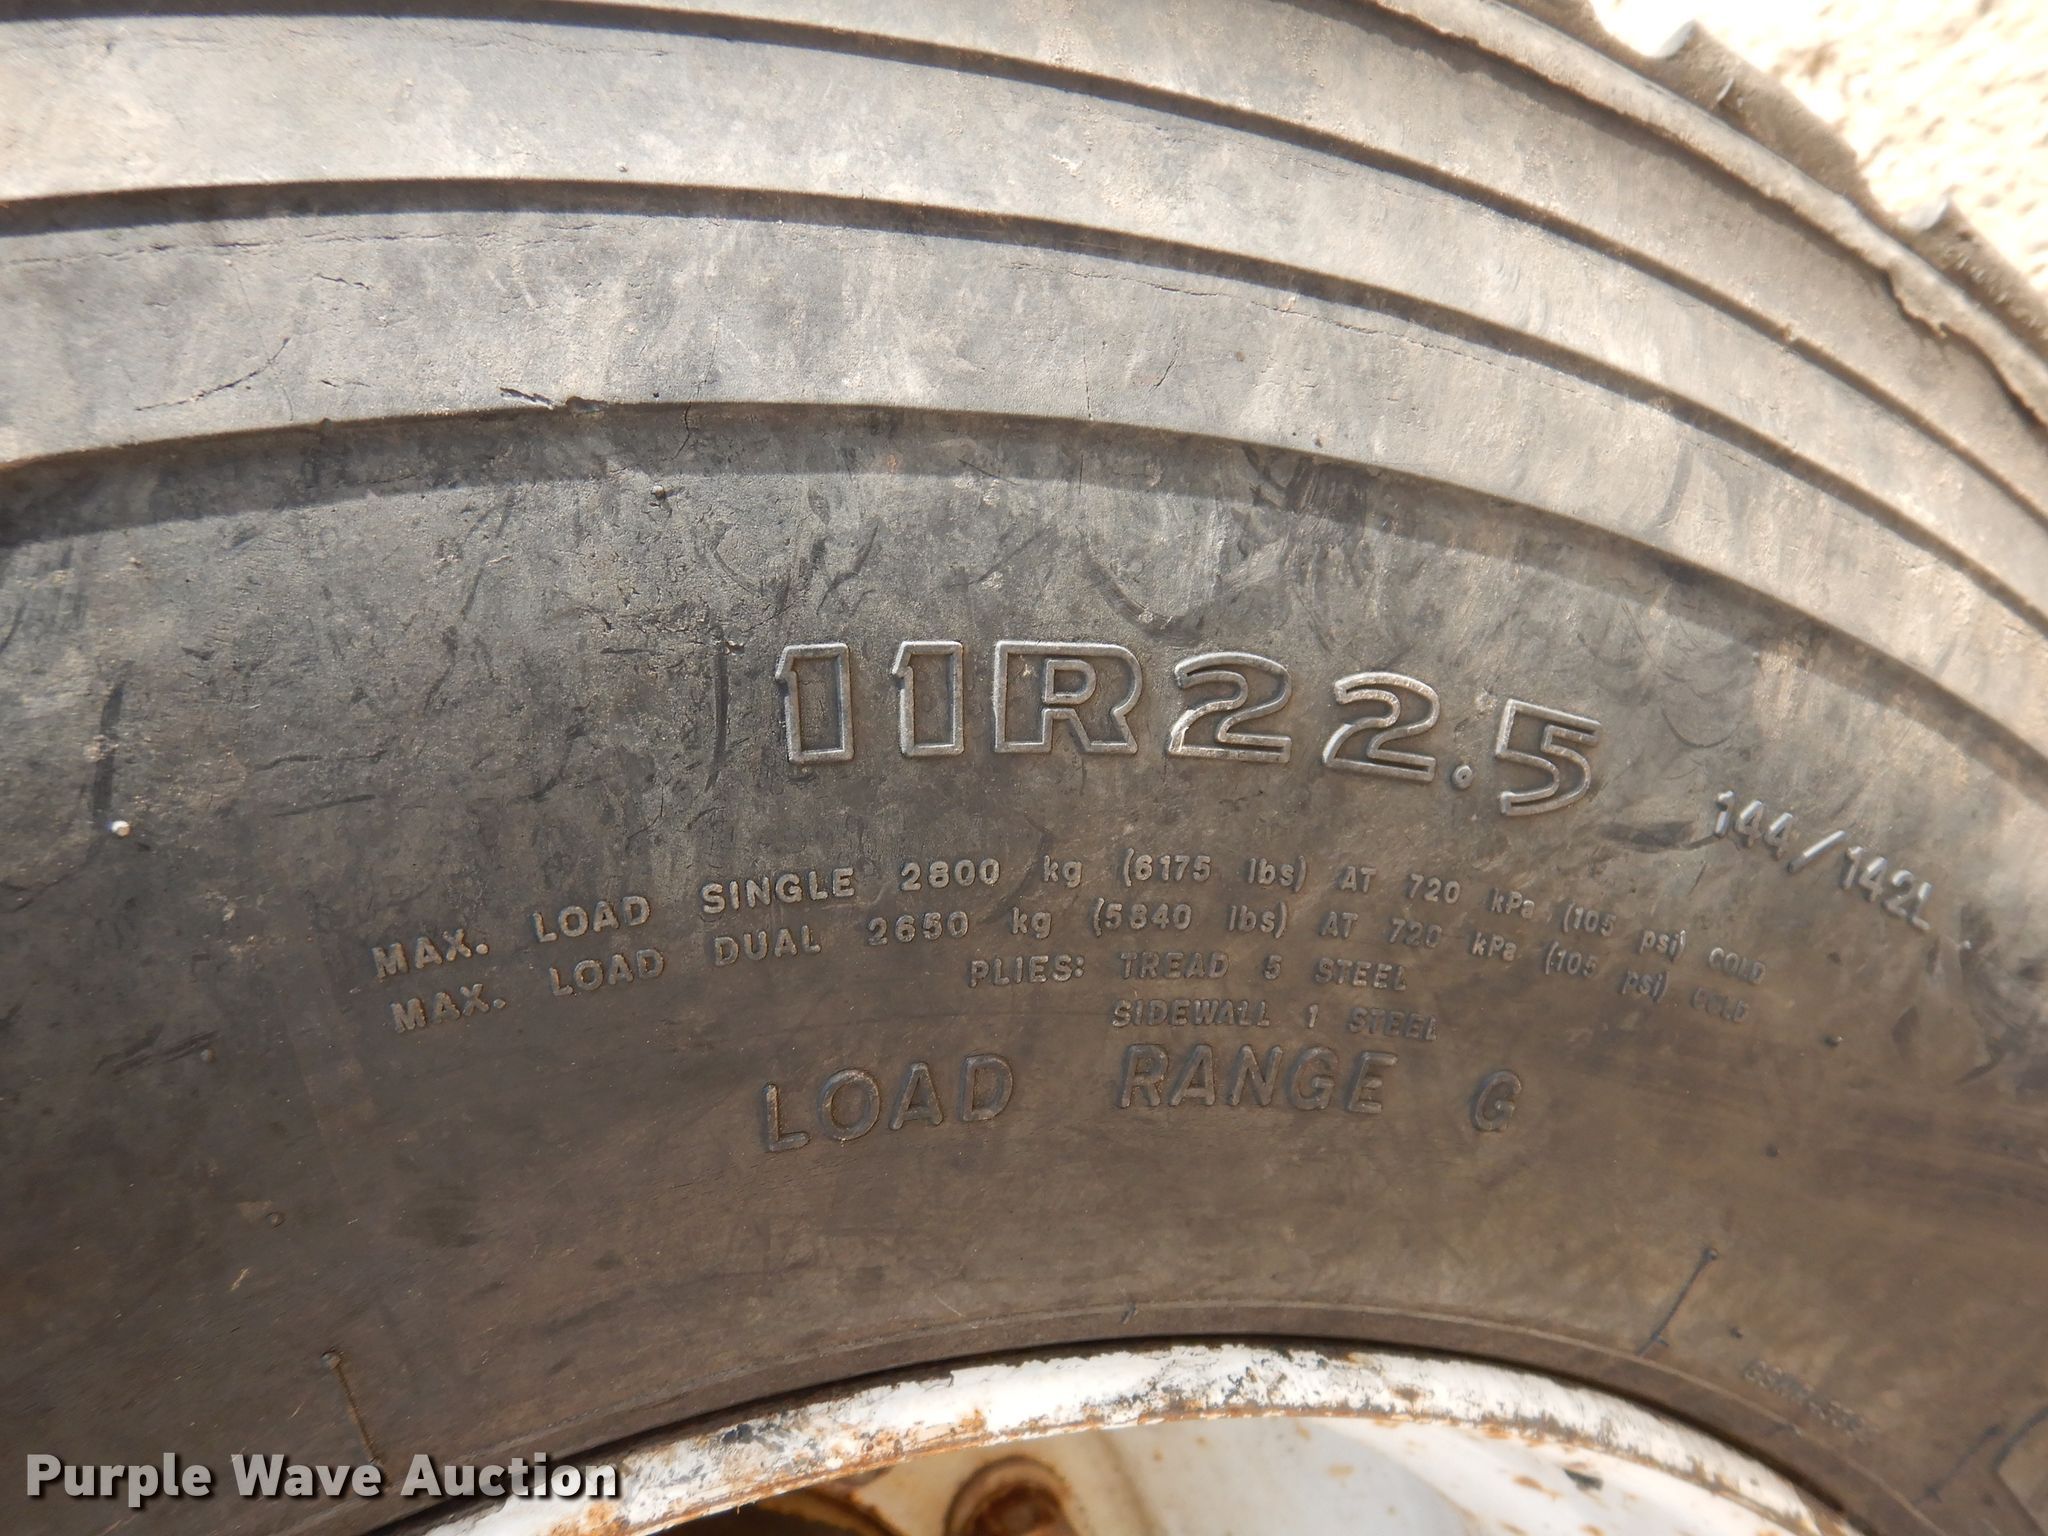 11R22.5
144/142L
MAX. LOAD SINGLE 2800 kg (6175 lbs) AT 720 kPa (105 psi) COLD
MAX. LOAD DUAL 2650 kg (5840 lbs) AT 720 kPa (105 psi) COLD
PLIES: TREAD 5 STEEL
SIDEWALL 1 STEEL
LOAD RANGE G
Purple Wave Auction